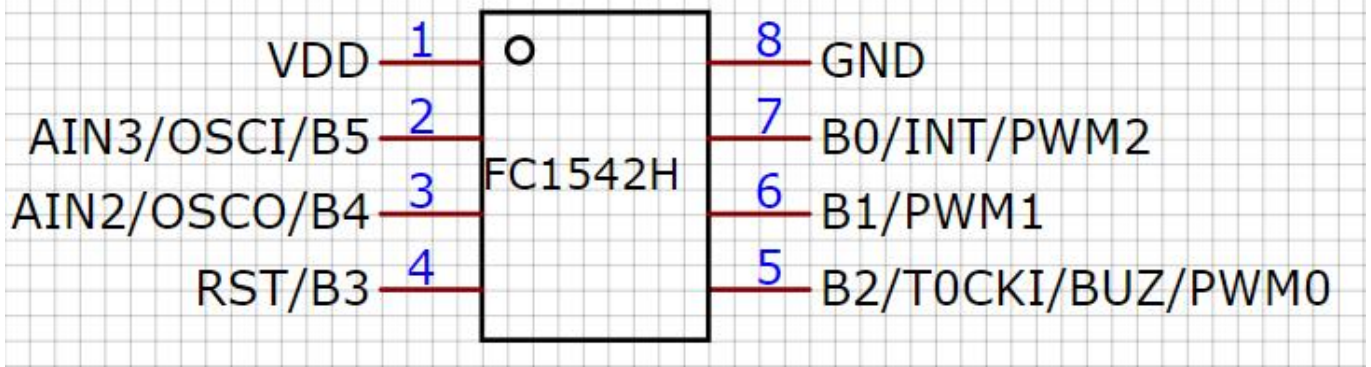 VDD 1 8 GND
AIN3/OSCI/B5 2 7 B0/INT/PWM2
FC1542H
AIN2/OSCO/B4 3 6 B1/PWM1
RST/B3 4 5 B2/T0CKI/BUZ/PWM0